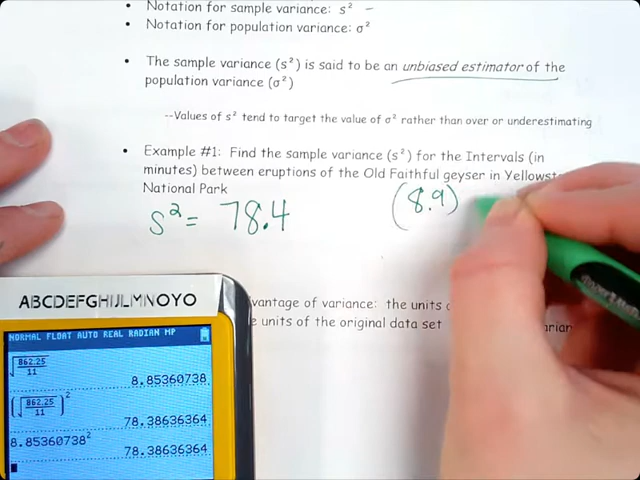 • Notation for sample variance: s² –
• Notation for population variance: σ²
• The sample variance (s²) is said to be an unbiased estimator of the
population variance (σ²)
--Values of s² tend to target the value of σ² rather than over or underestimating
• Example #1: Find the sample variance (s²) for the Intervals (in
minutes) between eruptions of the Old Faithful geyser in
National Park
s² = 78.4 (8.9)
vantage of variance: the units
units of the original data set
ABCDEFGHIJLMNOYO
NORMAL FLOAT AUTO REAL RADIAN MP
√(862.25/11)
8.85360738
(√(862.25/11))²
78.38636364
8.85360738²
78.38636364